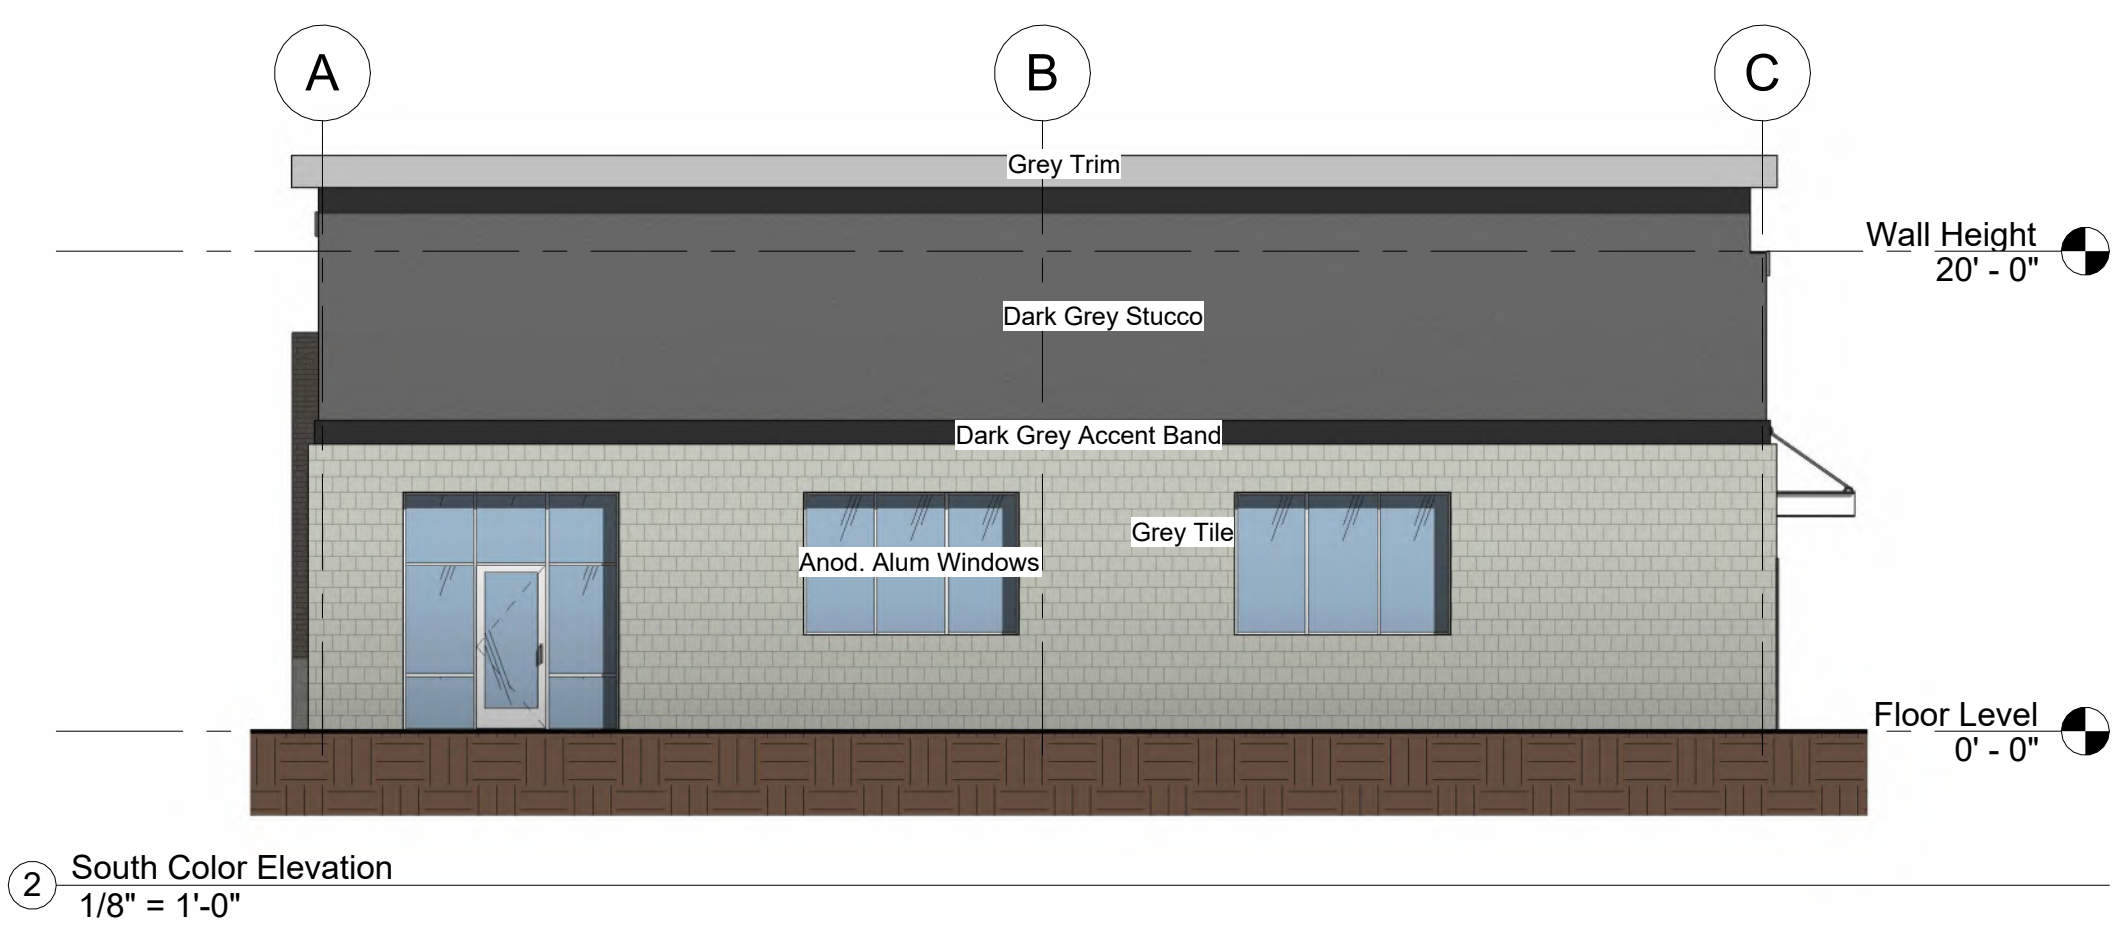 A
B
C
Grey Trim
Wall Height
20' - 0"
Dark Grey Stucco
Dark Grey Accent Band
Grey Tile
Anod. Alum Windows
Floor Level
0' - 0"
2
South Color Elevation
1/8" = 1'-0"